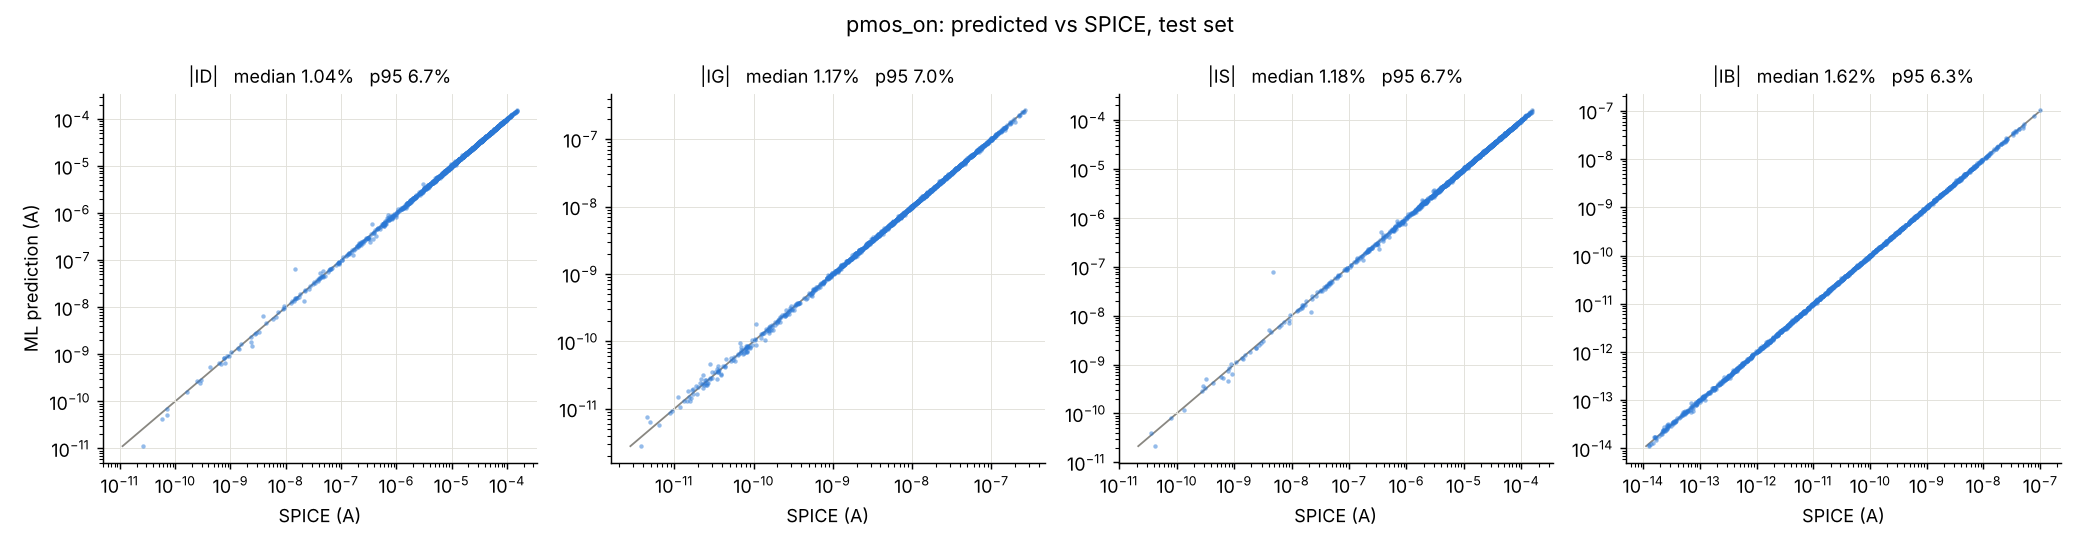 pmos_on: predicted vs SPICE, test set
|ID| median 1.04% p95 6.7%
|IG| median 1.17% p95 7.0%
|IS| median 1.18% p95 6.7%
|IB| median 1.62% p95 6.3%
ML prediction (A)
10⁻⁴
10⁻⁵
10⁻⁶
10⁻⁷
10⁻⁸
10⁻⁹
10⁻¹⁰
10⁻¹¹
10⁻¹¹ 10⁻¹⁰ 10⁻⁹ 10⁻⁸ 10⁻⁷ 10⁻⁶ 10⁻⁵ 10⁻⁴
SPICE (A)
10⁻⁷
10⁻⁸
10⁻⁹
10⁻¹⁰
10⁻¹¹
10⁻¹¹ 10⁻¹⁰ 10⁻⁹ 10⁻⁸ 10⁻⁷
SPICE (A)
10⁻⁴
10⁻⁵
10⁻⁶
10⁻⁷
10⁻⁸
10⁻⁹
10⁻¹⁰
10⁻¹¹
10⁻¹¹ 10⁻¹⁰ 10⁻⁹ 10⁻⁸ 10⁻⁷ 10⁻⁶ 10⁻⁵ 10⁻⁴
SPICE (A)
10⁻⁷
10⁻⁸
10⁻⁹
10⁻¹⁰
10⁻¹¹
10⁻¹²
10⁻¹³
10⁻¹⁴
10⁻¹⁴ 10⁻¹³ 10⁻¹² 10⁻¹¹ 10⁻¹⁰ 10⁻⁹ 10⁻⁸ 10⁻⁷
SPICE (A)